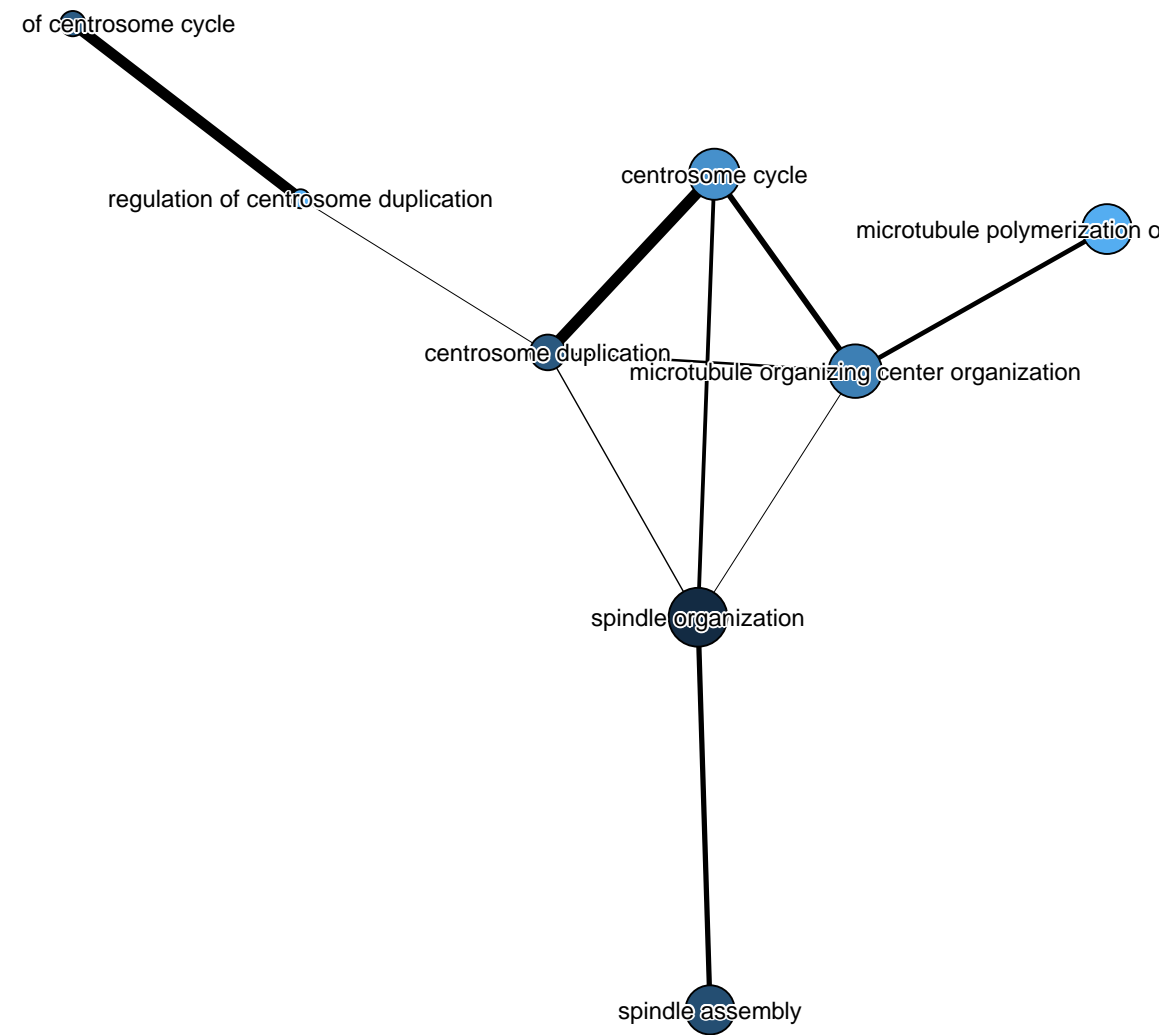 of centrosome cycle
centrosome cycle
regulation of centrosome duplication
microtubule polymerization o
centrosome duplication
microtubule organizing center organization
spindle organization
spindle assembly